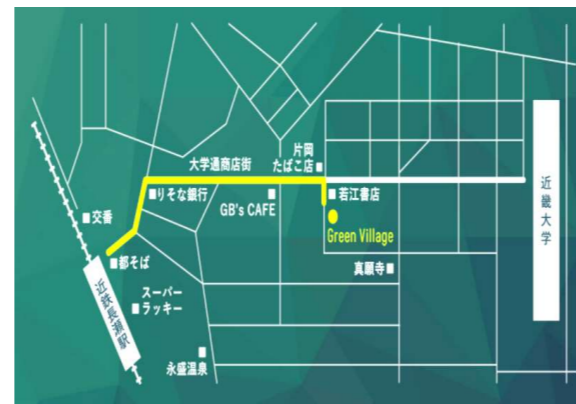 片岡
たばこ店
大学通商店街
りそな銀行
GB's CAFE
若江書店
Green Village
交番
都そば
真願寺
スーパー
ラッキー
永盛温泉
近鉄長瀬駅
近畿大学